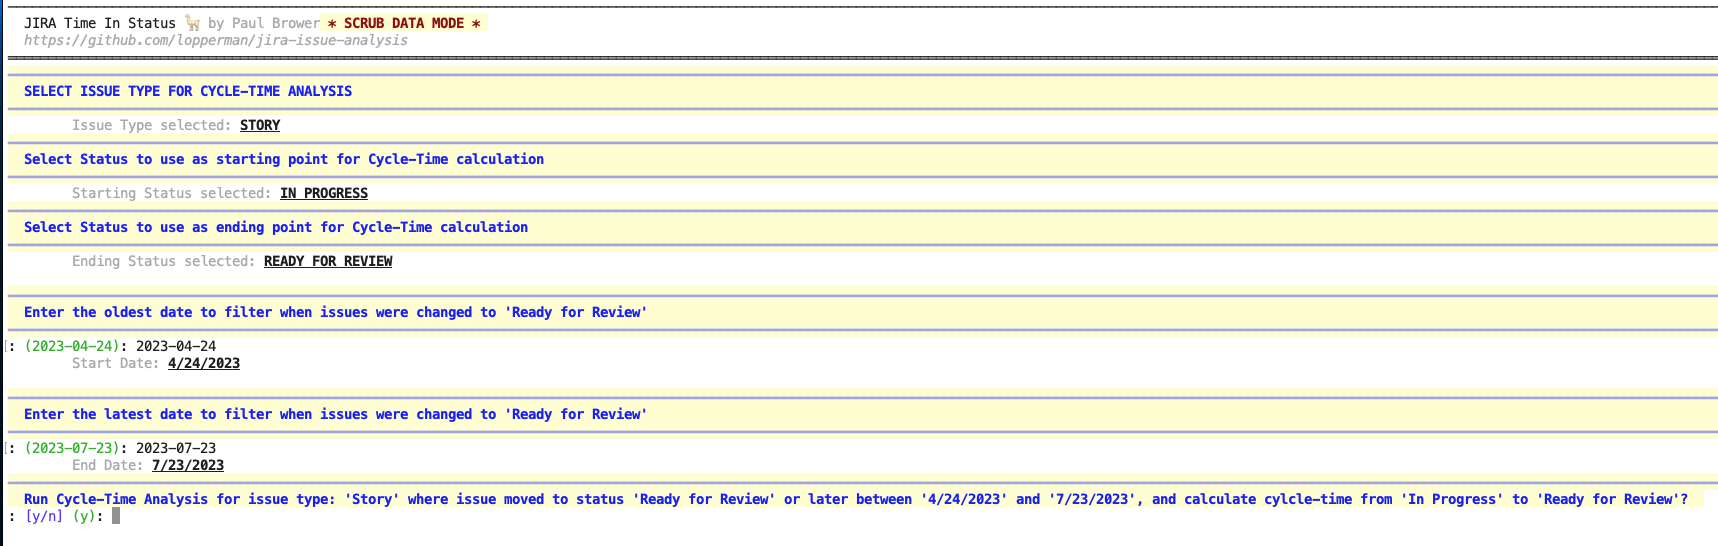 JIRA Time In Status 🦙 by Paul Brower * SCRUB DATA MODE *
https://github.com/lopperman/jira-issue-analysis
SELECT ISSUE TYPE FOR CYCLE-TIME ANALYSIS
Issue Type selected: STORY
Select Status to use as starting point for Cycle-Time calculation
Starting Status selected: IN PROGRESS
Select Status to use as ending point for Cycle-Time calculation
Ending Status selected: READY FOR REVIEW
Enter the oldest date to filter when issues were changed to 'Ready for Review'
: (2023-04-24): 2023-04-24
Start Date: 4/24/2023
Enter the latest date to filter when issues were changed to 'Ready for Review'
: (2023-07-23): 2023-07-23
End Date: 7/23/2023
Run Cycle-Time Analysis for issue type: 'Story' where issue moved to status 'Ready for Review' or later between '4/24/2023' and '7/23/2023', and calculate cylcle-time from 'In Progress' to 'Ready for Review'?
: [y/n] (y):